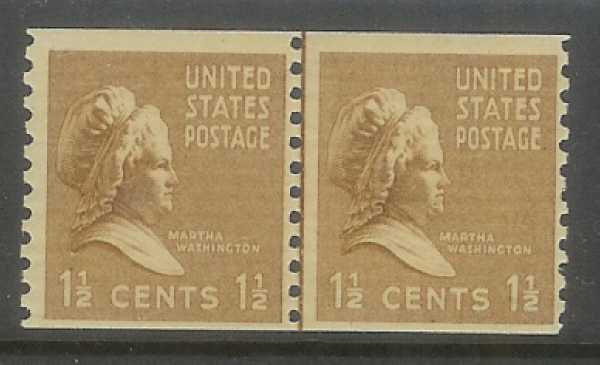 UNITED
STATES
POSTAGE
MARTHA
WASHINGTON
1½ CENTS 1½
UNITED
STATES
POSTAGE
MARTHA
WASHINGTON
1½ CENTS 1½